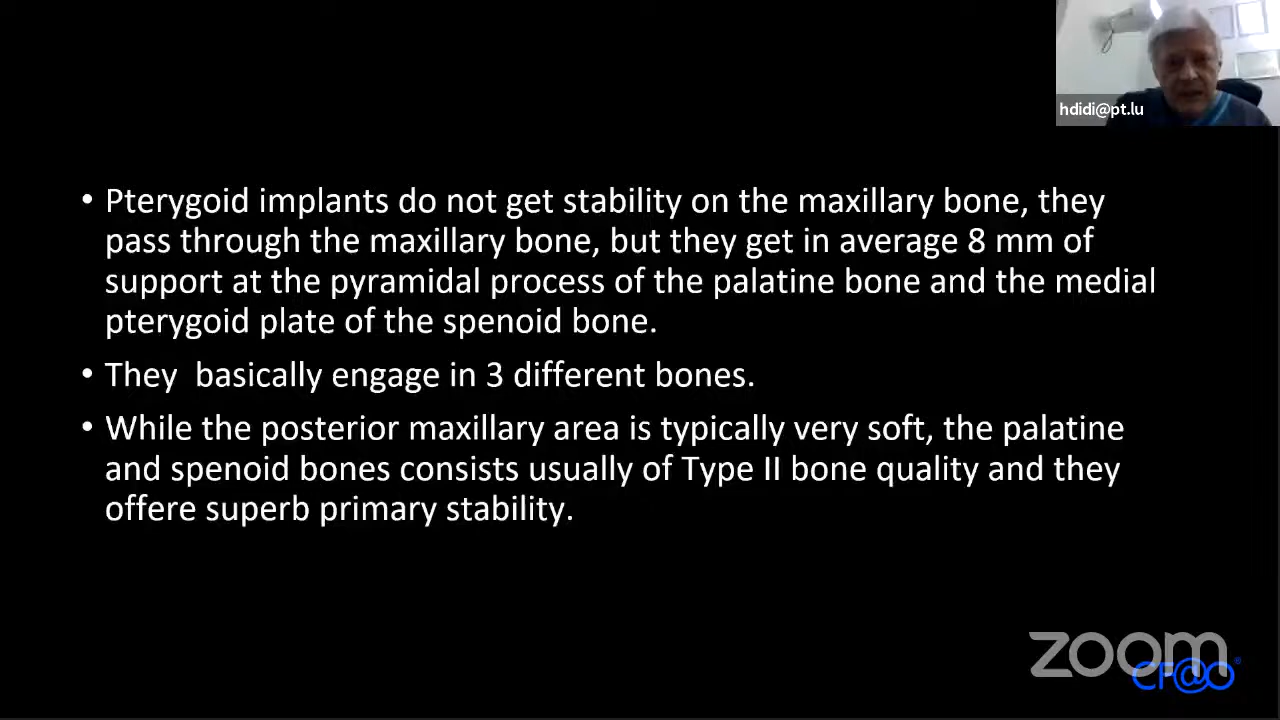 hdidi@pt.lu
• Pterygoid implants do not get stability on the maxillary bone, they
pass through the maxillary bone, but they get in average 8 mm of
support at the pyramidal process of the palatine bone and the medial
pterygoid plate of the spenoid bone.
• They  basically engage in 3 different bones.
• While the posterior maxillary area is typically very soft, the palatine
and spenoid bones consists usually of Type II bone quality and they
offere superb primary stability.
zoom
CF@O®